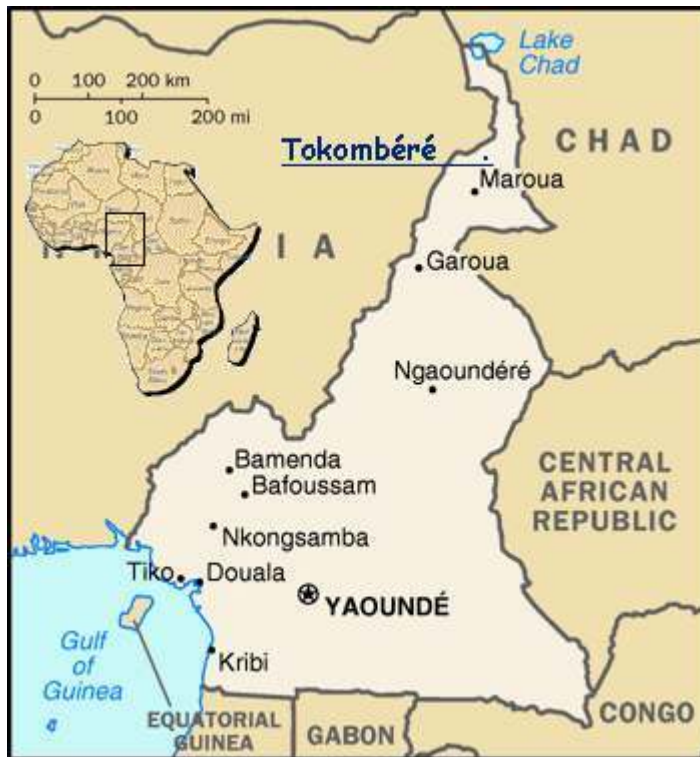 Lake
Chad
0 100 200 km
0 100 200 mi
Tokombéré
CHAD
Maroua
I A
Garoua
Ngaoundéré
Bamenda
Bafoussam
CENTRAL
AFRICAN
REPUBLIC
Nkongsamba
Tiko
Douala
YAOUNDÉ
Gulf
of
Guinea
Kribi
EQUATORIAL
GUINEA
GABON
CONGO